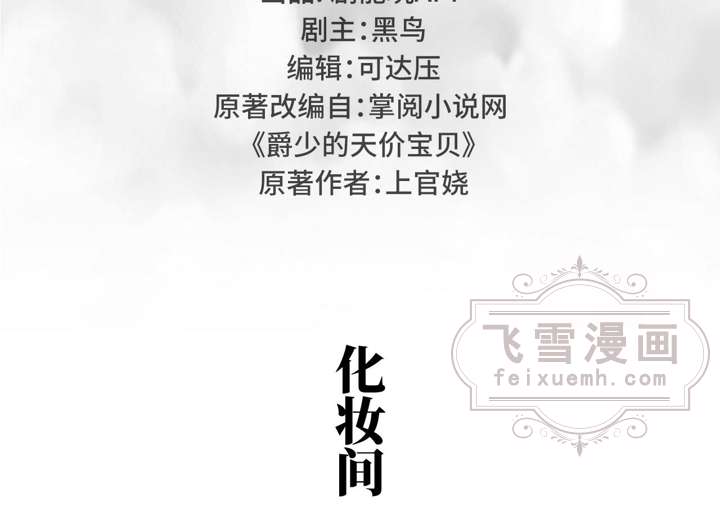 剧主：黑鸟
编辑：可达压
原著改编自：掌阅小说网
《爵少的天价宝贝》
原著作者：上官娆
飞雪漫画
feixuemh.com
化妆间